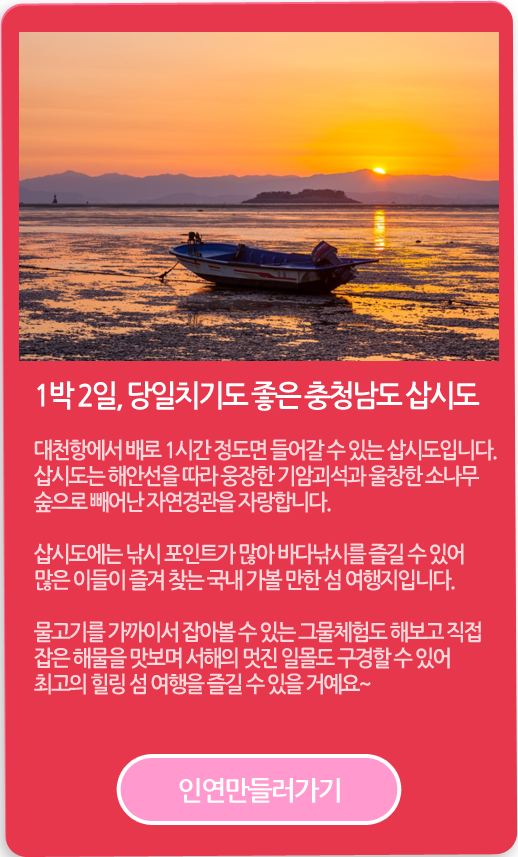 1박 2일, 당일치기도 좋은 충청남도 삽시도
대천항에서 배로 1시간 정도면 들어갈 수 있는 삽시도입니다.
삽시도는 해안선을 따라 웅장한 기암괴석과 울창한 소나무
숲으로 빼어난 자연경관을 자랑합니다.
삽시도에는 낚시 포인트가 많아 바다낚시를 즐길 수 있어
많은 이들이 즐겨 찾는 국내 가볼 만한 섬 여행지입니다.
물고기를 가까이서 잡아볼 수 있는 그물체험도 해보고 직접
잡은 해물을 맛보며 서해의 멋진 일몰도 구경할 수 있어
최고의 힐링 섬 여행을 즐길 수 있을 거예요~
인연만들러가기